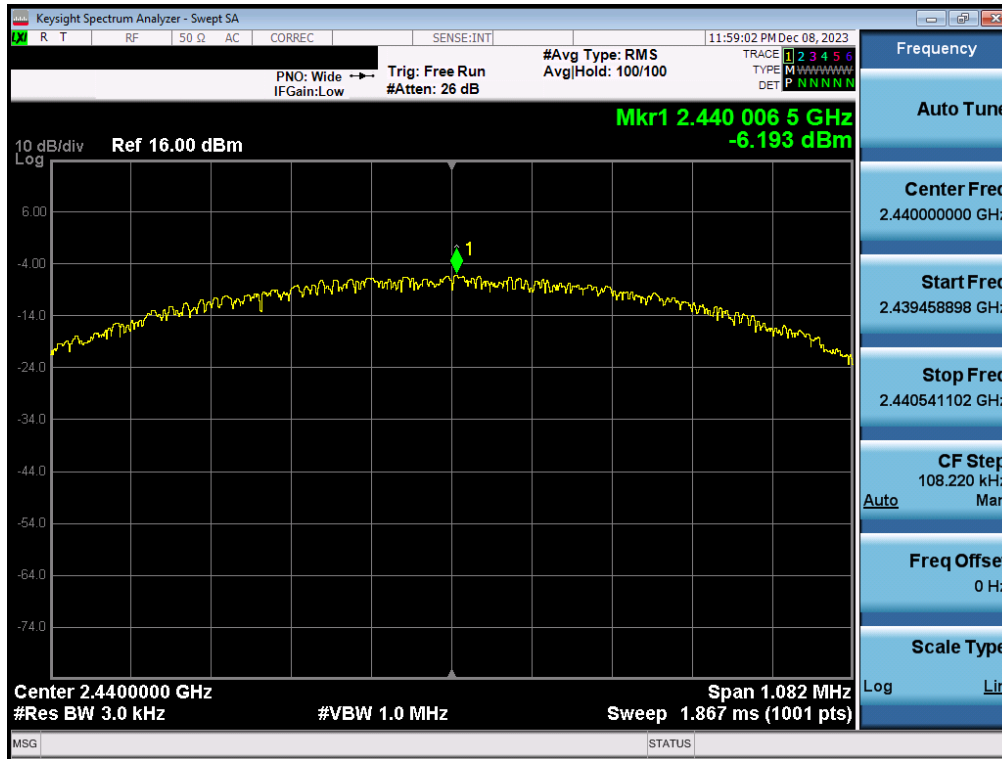 Keysight Spectrum Analyzer - Swept SA
LXI R T RF 50 Ω AC CORREC SENSE:INT 11:59:02 PM Dec 08, 2023
PNO: Wide
IFGain:Low
Trig: Free Run
#Atten: 26 dB
#Avg Type: RMS
Avg|Hold: 100/100
TRACE 1 2 3 4 5 6
TYPE M WWWWW
DET P N N N N N
Mkr1 2.440 006 5 GHz
-6.193 dBm
10 dB/div Ref 16.00 dBm
Log
6.00
-4.00
-14.0
-24.0
-34.0
-44.0
-54.0
-64.0
-74.0
1
Center 2.4400000 GHz Span 1.082 MHz
#Res BW 3.0 kHz #VBW 1.0 MHz Sweep 1.867 ms (1001 pts)
MSG STATUS
Frequency
Auto Tune
Center Freq
2.440000000 GHz
Start Freq
2.439458898 GHz
Stop Freq
2.440541102 GHz
CF Step
108.220 kHz
Auto Man
Freq Offset
0 Hz
Scale Type
Log Lin